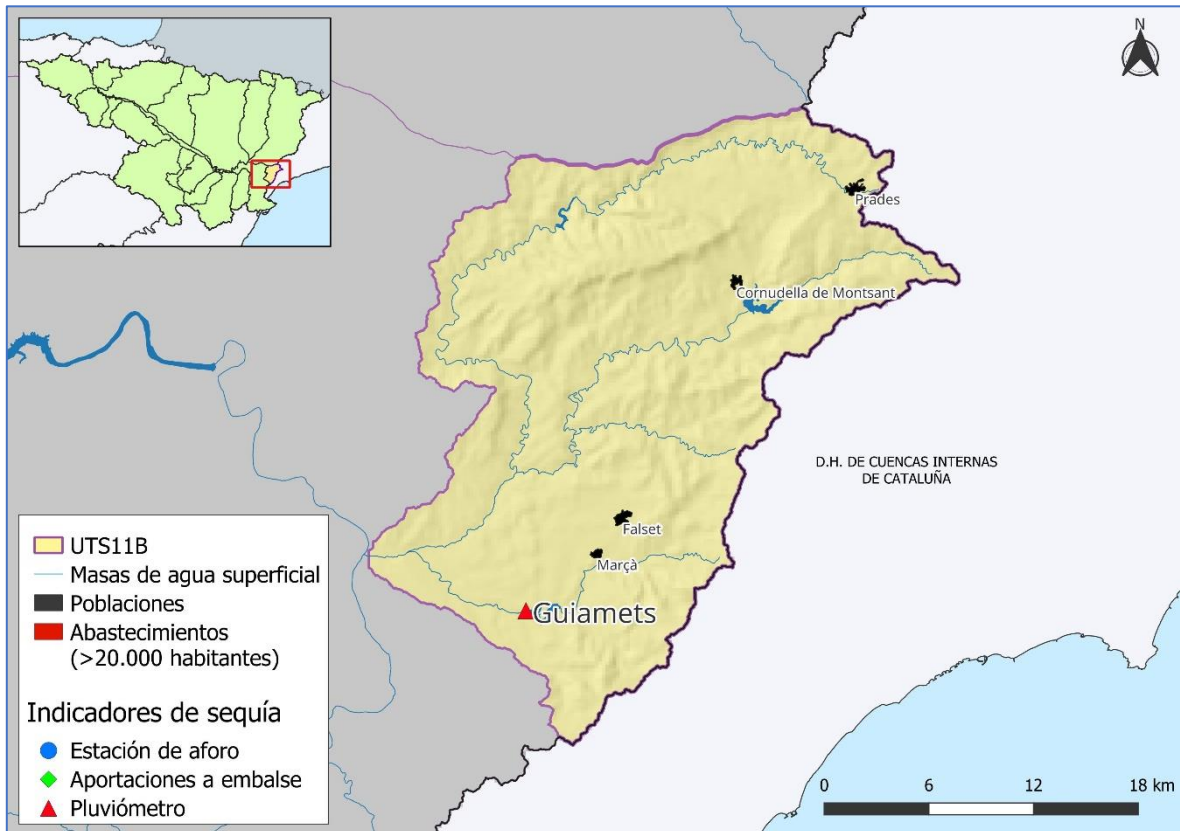 N
Prades
Cornudella de Montsant
D.H. DE CUENCAS INTERNAS
DE CATALUÑA
Falset
Marçà
Guiamets
UTS11B
Masas de agua superficial
Poblaciones
Abastecimientos
(>20.000 habitantes)
Indicadores de sequía
Estación de aforo
Aportaciones a embalse
Pluviómetro
0 6 12 18 km